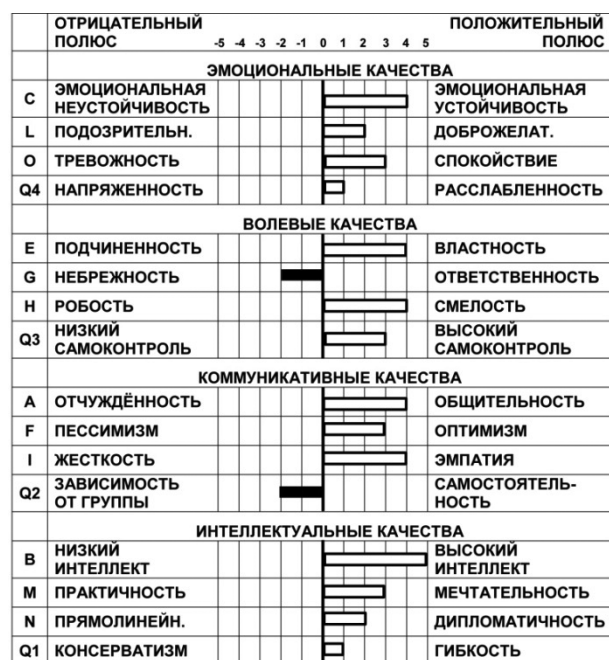 ОТРИЦАТЕЛЬНЫЙ ПОЛОЖИТЕЛЬНЫЙ
ПОЛЮС -5 -4 -3 -2 -1 0 1 2 3 4 5 ПОЛЮС
ЭМОЦИОНАЛЬНЫЕ КАЧЕСТВА
C ЭМОЦИОНАЛЬНАЯ ЭМОЦИОНАЛЬНАЯ
НЕУСТОЙЧИВОСТЬ УСТОЙЧИВОСТЬ
L ПОДОЗРИТЕЛЬН. ДОБРОЖЕЛАТ.
O ТРЕВОЖНОСТЬ СПОКОЙСТВИЕ
Q4 НАПРЯЖЕННОСТЬ РАССЛАБЛЕННОСТЬ
ВОЛЕВЫЕ КАЧЕСТВА
E ПОДЧИНЕННОСТЬ ВЛАСТНОСТЬ
G НЕБРЕЖНОСТЬ ОТВЕТСТВЕННОСТЬ
H РОБОСТЬ СМЕЛОСТЬ
Q3 НИЗКИЙ ВЫСОКИЙ
САМОКОНТРОЛЬ САМОКОНТРОЛЬ
КОММУНИКАТИВНЫЕ КАЧЕСТВА
A ОТЧУЖДЁННОСТЬ ОБЩИТЕЛЬНОСТЬ
F ПЕССИМИЗМ ОПТИМИЗМ
I ЖЕСТКОСТЬ ЭМПАТИЯ
Q2 ЗАВИСИМОСТЬ САМОСТОЯТЕЛЬ-
ОТ ГРУППЫ НОСТЬ
ИНТЕЛЛЕКТУАЛЬНЫЕ КАЧЕСТВА
B НИЗКИЙ ВЫСОКИЙ
ИНТЕЛЛЕКТ ИНТЕЛЛЕКТ
M ПРАКТИЧНОСТЬ МЕЧТАТЕЛЬНОСТЬ
N ПРЯМОЛИНЕЙН. ДИПЛОМАТИЧНОСТЬ
Q1 КОНСЕРВАТИЗМ ГИБКОСТЬ